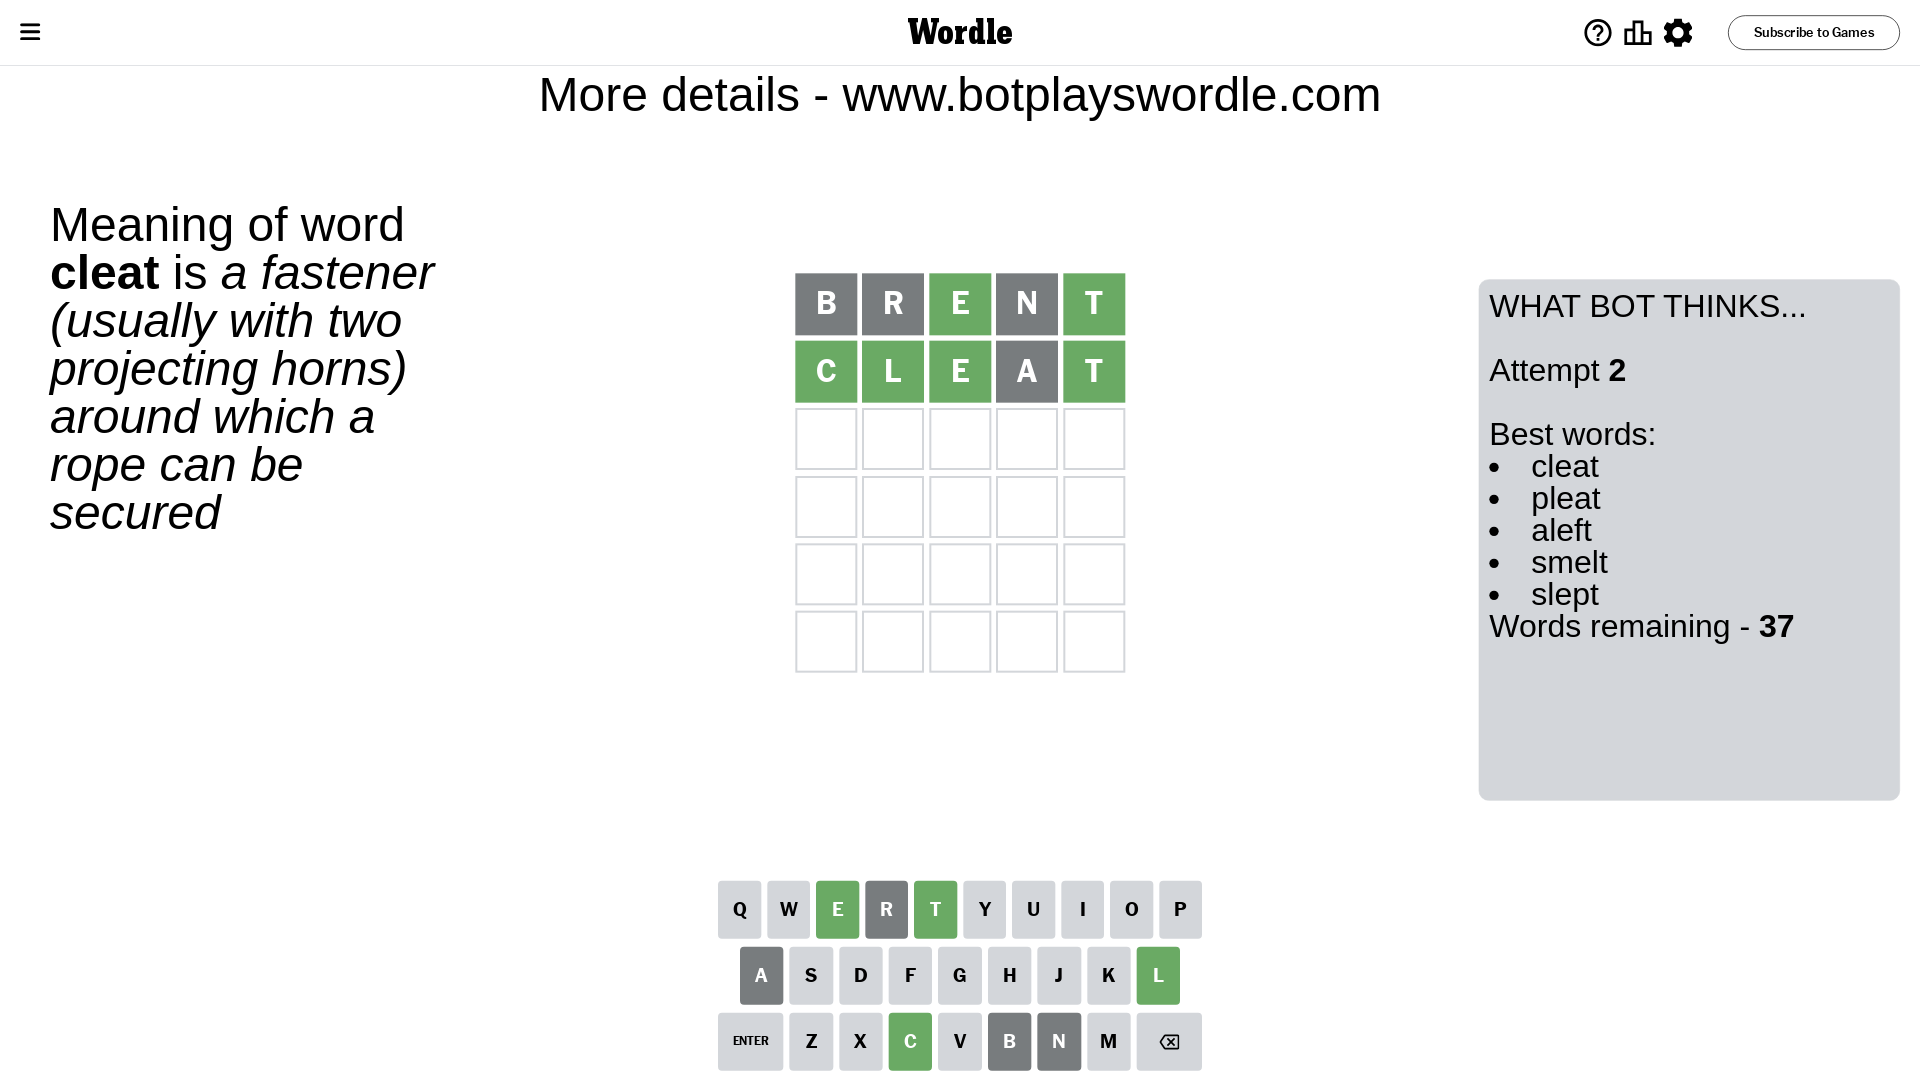 Wordle
Subscribe to Games
More details - www.botplayswordle.com
Meaning of word
cleat is a fastener
(usually with two
projecting horns)
around which a
rope can be
secured
B R E N T
C L E A T
WHAT BOT THINKS...
Attempt 2
Best words:
• cleat
• pleat
• aleft
• smelt
• slept
Words remaining - 37
Q W E R T Y U I O P
A S D F G H J K L
ENTER Z X C V B N M